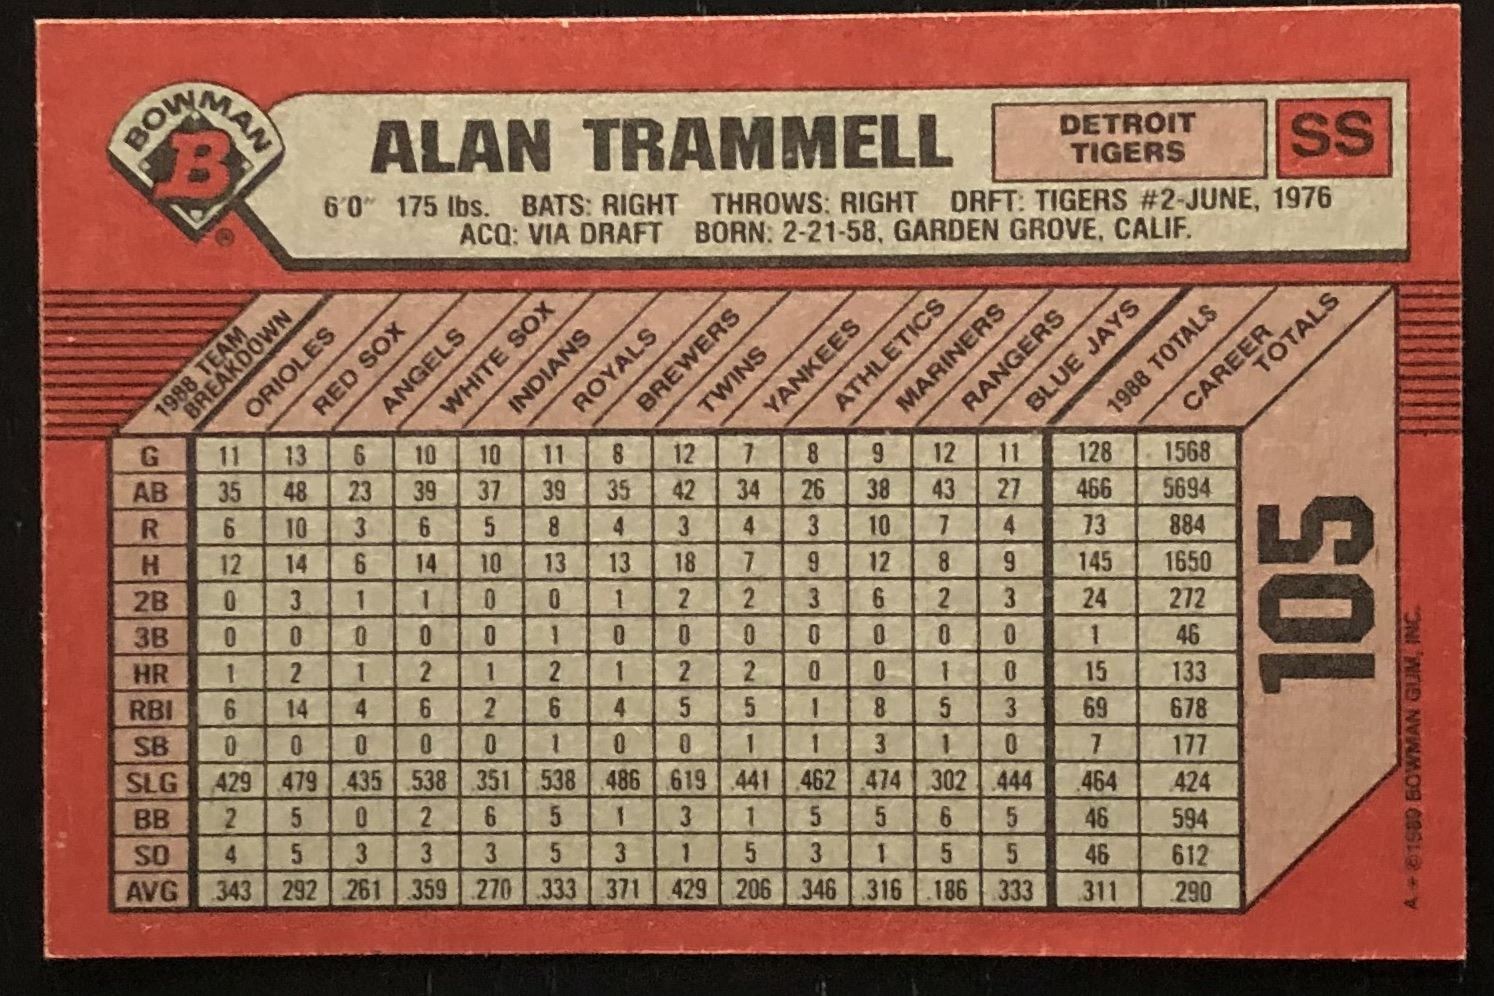 BOWMAN
B
®
ALAN TRAMMELL
DETROIT
TIGERS
SS
6'0" 175 lbs. BATS: RIGHT THROWS: RIGHT DRFT: TIGERS #2-JUNE, 1976
ACQ: VIA DRAFT BORN: 2-21-58, GARDEN GROVE, CALIF.
1988 TEAM BREAKDOWN ORIOLES RED SOX ANGELS WHITE SOX INDIANS ROYALS BREWERS TWINS YANKEES ATHLETICS MARINERS RANGERS BLUE JAYS 1988 TOTALS CAREER TOTALS
G 11 13 6 10 10 11 8 12 7 8 9 12 11 128 1568
AB 35 48 23 39 37 39 35 42 34 26 38 43 27 466 5694
R 6 10 3 6 5 8 4 3 4 3 10 7 4 73 884
H 12 14 6 14 10 13 13 18 7 9 12 8 9 145 1650
2B 0 3 1 1 0 0 1 2 2 3 6 2 3 24 272
3B 0 0 0 0 0 1 0 0 0 0 0 0 0 1 46
HR 1 2 1 2 1 2 1 2 2 0 0 1 0 15 133
RBI 6 14 4 6 2 6 4 5 5 1 8 5 3 69 678
SB 0 0 0 0 0 1 0 0 1 1 3 1 0 7 177
SLG .429 .479 .435 .538 .351 .538 .486 .619 .441 .462 .474 .302 .444 .464 .424
BB 2 5 0 2 6 5 1 3 1 5 5 6 5 46 594
SO 4 5 3 3 3 5 3 1 5 3 1 5 5 46 612
AVG .343 .292 .261 .359 .270 .333 .371 .429 .206 .346 .316 .186 .333 .311 .290
105
A * ©1989 BOWMAN GUM, INC.